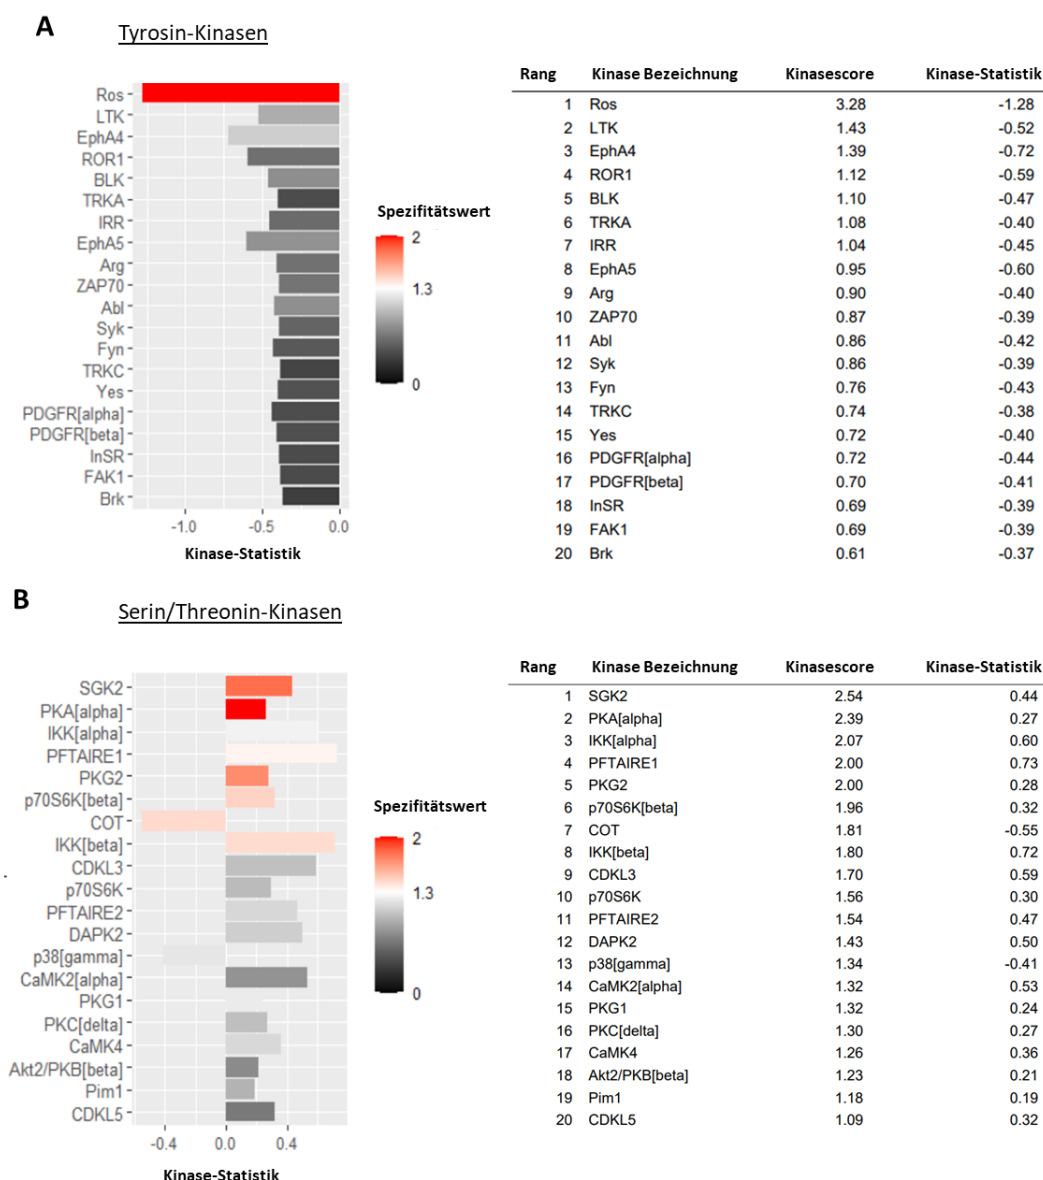 A
Tyrosin-Kinasen
Ros
LTK
EphA4
ROR1
BLK
TRKA
IRR
EphA5
Arg
ZAP70
Abl
Syk
Fyn
TRKC
Yes
PDGFR[alpha]
PDGFR[beta]
InSR
FAK1
Brk
-1.0 -0.5 0.0
Kinase-Statistik
Spezifitätswert
2
1.3
0
Rang Kinase Bezeichnung Kinasescore Kinase-Statistik
1 Ros 3.28 -1.28
2 LTK 1.43 -0.52
3 EphA4 1.39 -0.72
4 ROR1 1.12 -0.59
5 BLK 1.10 -0.47
6 TRKA 1.08 -0.40
7 IRR 1.04 -0.45
8 EphA5 0.95 -0.60
9 Arg 0.90 -0.40
10 ZAP70 0.87 -0.39
11 Abl 0.86 -0.42
12 Syk 0.86 -0.39
13 Fyn 0.76 -0.43
14 TRKC 0.74 -0.38
15 Yes 0.72 -0.40
16 PDGFR[alpha] 0.72 -0.44
17 PDGFR[beta] 0.70 -0.41
18 InSR 0.69 -0.39
19 FAK1 0.69 -0.39
20 Brk 0.61 -0.37
B
Serin/Threonin-Kinasen
SGK2
PKA[alpha]
IKK[alpha]
PFTAIRE1
PKG2
p70S6K[beta]
COT
IKK[beta]
CDKL3
p70S6K
PFTAIRE2
DAPK2
p38[gamma]
CaMK2[alpha]
PKG1
PKC[delta]
CaMK4
Akt2/PKB[beta]
Pim1
CDKL5
-0.4 0.0 0.4
Kinase-Statistik
Spezifitätswert
2
1.3
0
Rang Kinase Bezeichnung Kinasescore Kinase-Statistik
1 SGK2 2.54 0.44
2 PKA[alpha] 2.39 0.27
3 IKK[alpha] 2.07 0.60
4 PFTAIRE1 2.00 0.73
5 PKG2 2.00 0.28
6 p70S6K[beta] 1.96 0.32
7 COT 1.81 -0.55
8 IKK[beta] 1.80 0.72
9 CDKL3 1.70 0.59
10 p70S6K 1.56 0.30
11 PFTAIRE2 1.54 0.47
12 DAPK2 1.43 0.50
13 p38[gamma] 1.34 -0.41
14 CaMK2[alpha] 1.32 0.53
15 PKG1 1.32 0.24
16 PKC[delta] 1.30 0.27
17 CaMK4 1.26 0.36
18 Akt2/PKB[beta] 1.23 0.21
19 Pim1 1.18 0.19
20 CDKL5 1.09 0.32